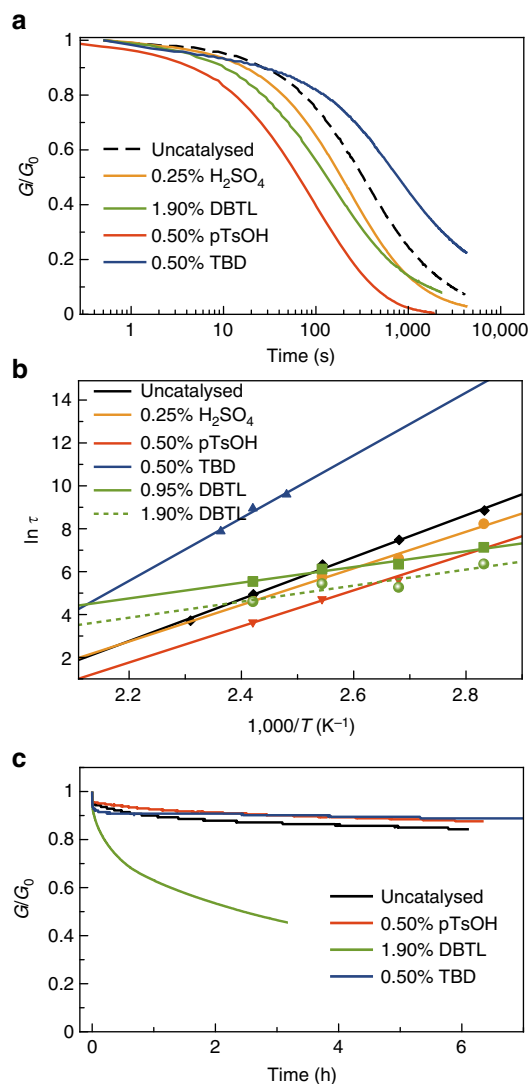 a
1
0.8
0.6
0.4
0.2
0
G/G₀
Uncatalysed
0.25% H₂SO₄
1.90% DBTL
0.50% pTsOH
0.50% TBD
1 10 100 1,000 10,000
Time (s)
b
14
12
10
8
6
4
2
ln τ
Uncatalysed
0.25% H₂SO₄
0.50% pTsOH
0.50% TBD
0.95% DBTL
1.90% DBTL
2.2 2.4 2.6 2.8
1,000/T (K⁻¹)
c
1
0.8
0.6
0.4
0.2
0
G/G₀
Uncatalysed
0.50% pTsOH
1.90% DBTL
0.50% TBD
0 2 4 6
Time (h)